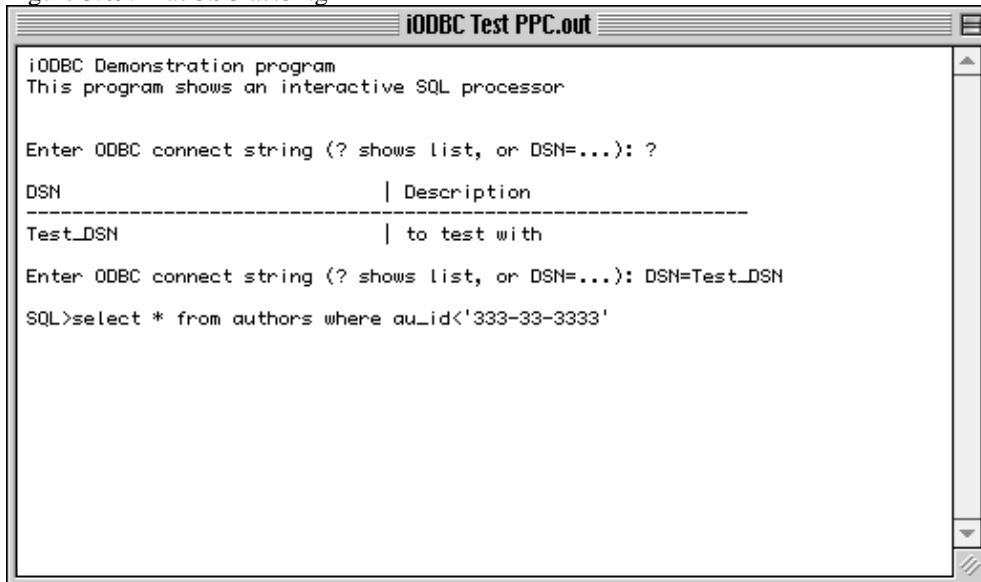 iODBC Test PPC.out
iODBC Demonstration program
This program shows an interactive SQL processor
Enter ODBC connect string (? shows list, or DSN=...): ?
DSN | Description
------------------------------------------------------------------
Test_DSN | to test with
Enter ODBC connect string (? shows list, or DSN=...): DSN=Test_DSN
SQL>select * from authors where au_id<'333-33-3333'